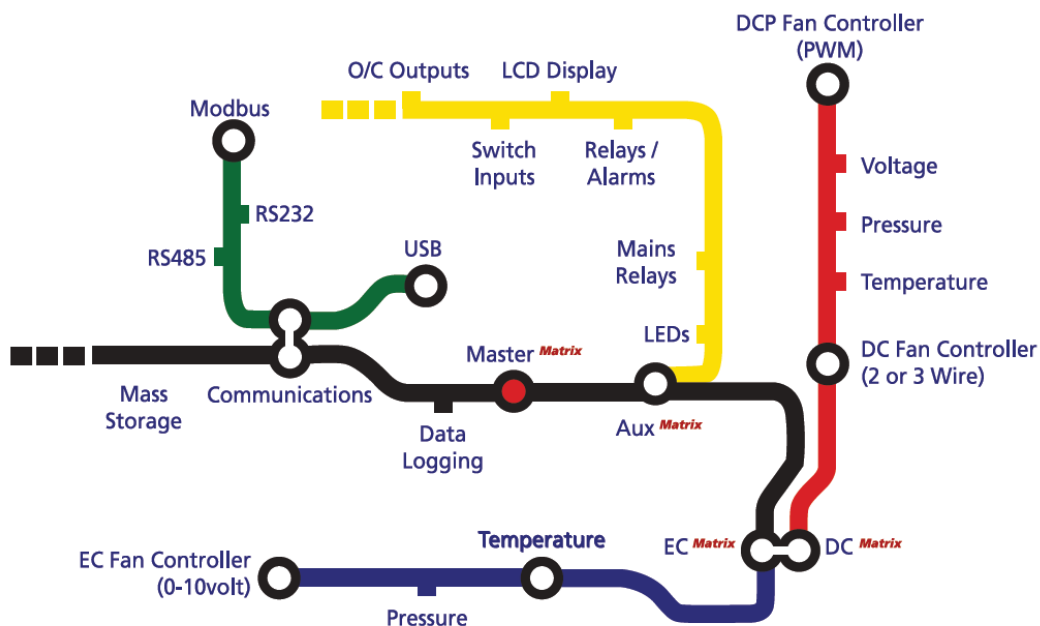 DCP Fan Controller
(PWM)
O/C Outputs
LCD Display
Modbus
Switch
Inputs
Relays /
Alarms
Voltage
RS232
Pressure
RS485
USB
Mains
Relays
Temperature
LEDs
Master Matrix
DC Fan Controller
(2 or 3 Wire)
Mass
Storage
Communications
Data
Logging
Aux Matrix
EC Fan Controller
(0-10volt)
Temperature
EC Matrix
DC Matrix
Pressure